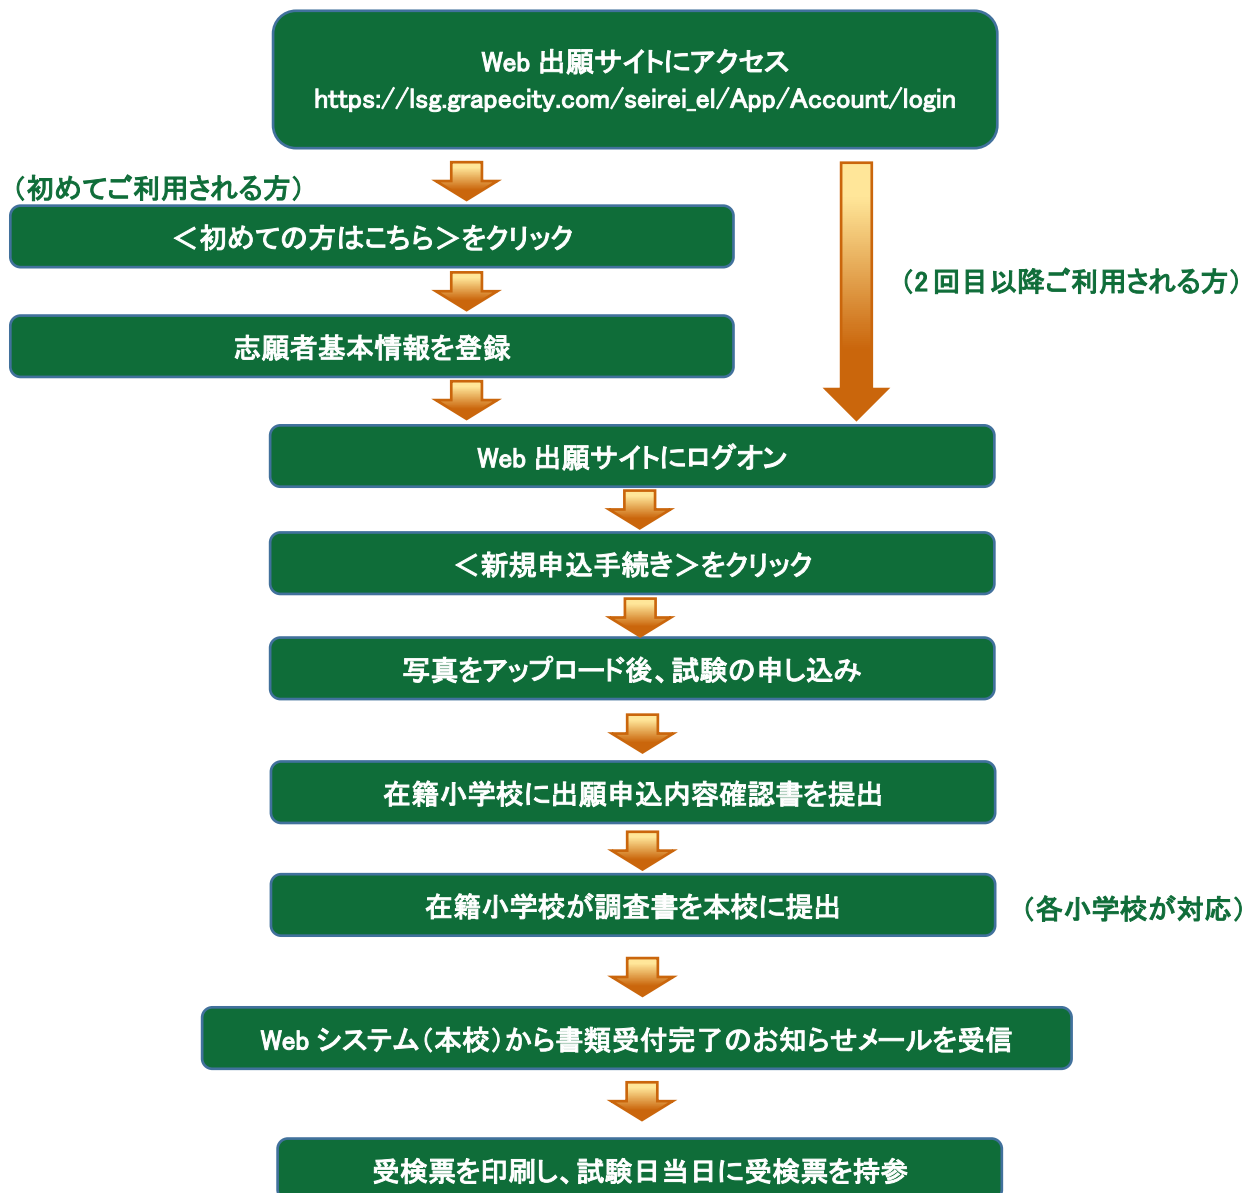 Web 出願サイトにアクセス
https://lsg.grapecity.com/seirei_el/App/Account/login
（初めてご利用される方）
＜初めての方はこちら＞をクリック
（2 回目以降ご利用される方）
志願者基本情報を登録
Web 出願サイトにログオン
＜新規申込手続き＞をクリック
写真をアップロード後、試験の申し込み
在籍小学校に出願申込内容確認書を提出
在籍小学校が調査書を本校に提出
（各小学校が対応）
Web システム（本校）から書類受付完了のお知らせメールを受信
受検票を印刷し、試験日当日に受検票を持参